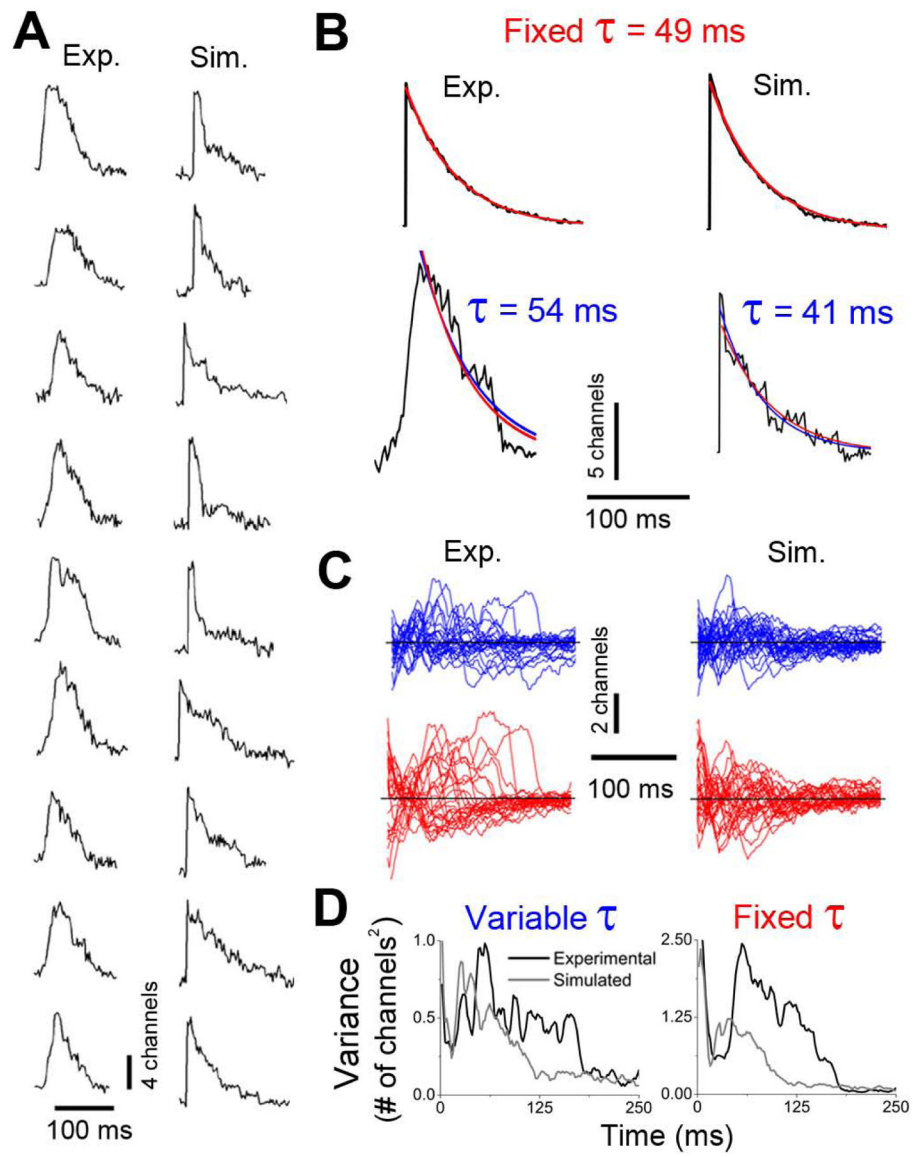 A
Exp.
Sim.
4 channels
100 ms
B
Fixed τ = 49 ms
Exp.
Sim.
τ = 54 ms
τ = 41 ms
5 channels
100 ms
C
Exp.
Sim.
2 channels
100 ms
D
Variable τ
Fixed τ
Variance
(# of channels²)
1.0
0.5
0.0
Experimental
Simulated
0
125
250
2.50
1.25
0.00
0
125
250
Time (ms)